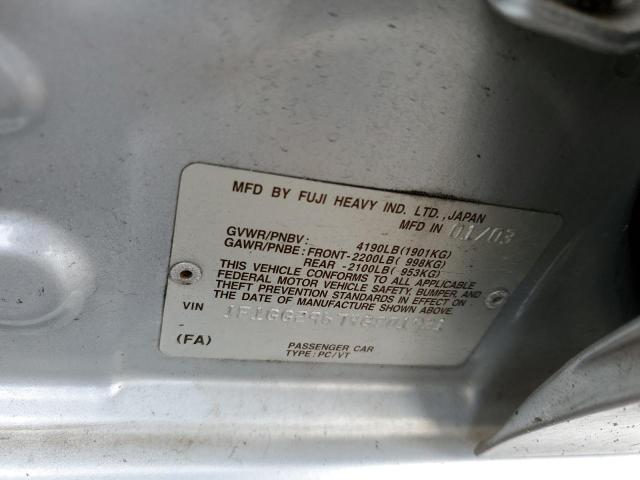 MFD BY FUJI HEAVY IND. LTD., JAPAN
MFD IN 01/03
GVWR/PNBV: 4190LB(1901KG)
GAWR/PNBE: FRONT-2200LB( 998KG)
REAR -2100LB( 953KG)
THIS VEHICLE CONFORMS TO ALL APPLICABLE
FEDERAL MOTOR VEHICLE SAFETY, BUMPER, AND
THEFT PREVENTION STANDARDS IN EFFECT ON
THE DATE OF MANUFACTURE SHOWN ABOVE.
VIN
(FA)
PASSENGER CAR
TYPE: PC/VT